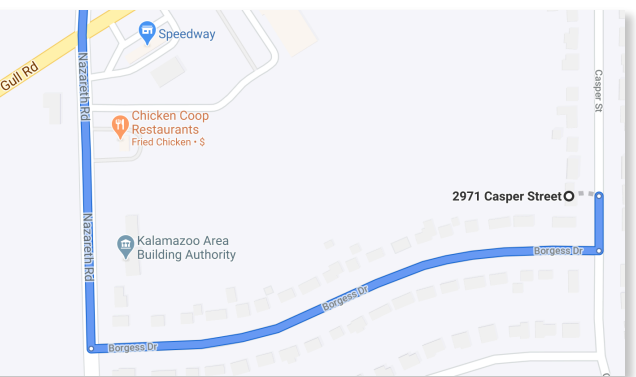 Speedway
Gull Rd
Nazareth Rd
Casper St
Chicken Coop
Restaurants
Fried Chicken • $
2971 Casper Street
Nazareth Rd
Kalamazoo Area
Building Authority
Borgess Dr
Borgess Dr
Borgess Dr